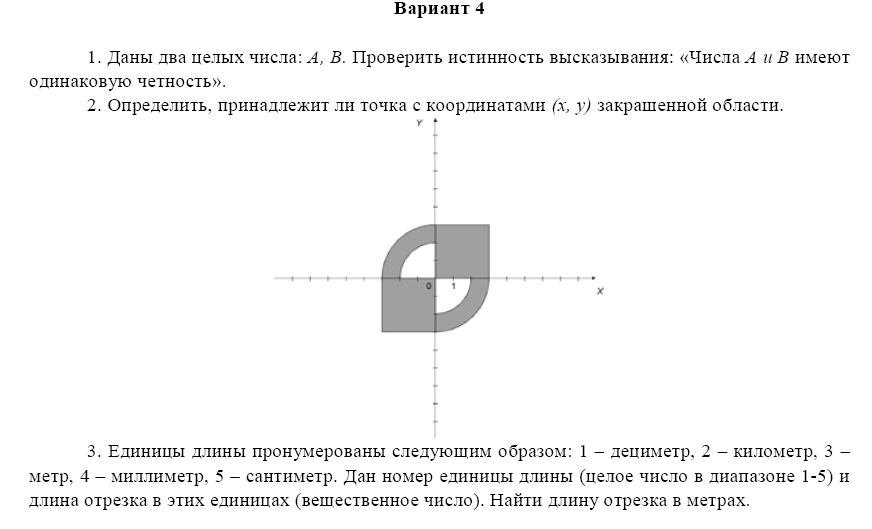 Вариант 4
1. Даны два целых числа: A, B. Проверить истинность высказывания: «Числа A и B имеют
одинаковую четность».
2. Определить, принадлежит ли точка с координатами (x, y) закрашенной области.
Y
0 1
X
3. Единицы длины пронумерованы следующим образом: 1 – дециметр, 2 – километр, 3 –
метр, 4 – миллиметр, 5 – сантиметр. Дан номер единицы длины (целое число в диапазоне 1-5) и
длина отрезка в этих единицах (вещественное число). Найти длину отрезка в метрах.